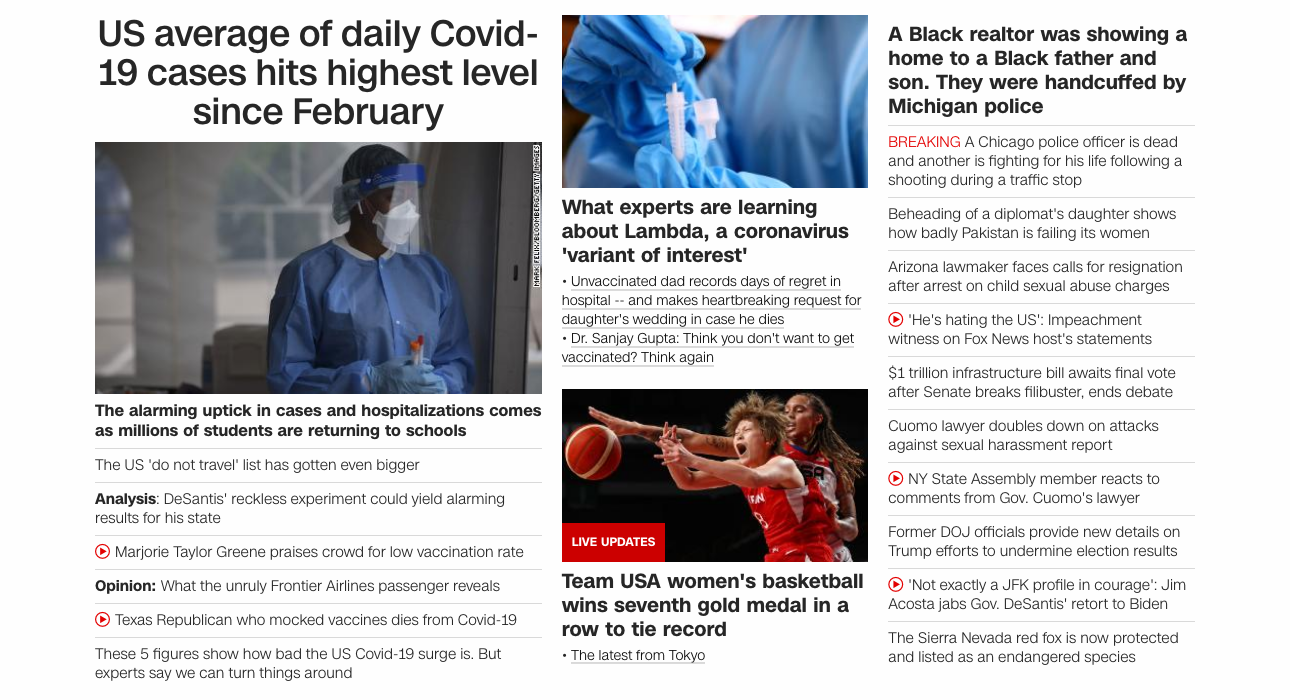 US average of daily Covid-
19 cases hits highest level
since February
MARK FELIX/BLOOMBERG/GETTY IMAGES
The alarming uptick in cases and hospitalizations comes
as millions of students are returning to schools
The US 'do not travel' list has gotten even bigger
Analysis: DeSantis' reckless experiment could yield alarming
results for his state
Marjorie Taylor Greene praises crowd for low vaccination rate
Opinion: What the unruly Frontier Airlines passenger reveals
Texas Republican who mocked vaccines dies from Covid-19
These 5 figures show how bad the US Covid-19 surge is. But
experts say we can turn things around
What experts are learning
about Lambda, a coronavirus
'variant of interest'
• Unvaccinated dad records days of regret in
hospital -- and makes heartbreaking request for
daughter's wedding in case he dies
• Dr. Sanjay Gupta: Think you don't want to get
vaccinated? Think again
LIVE UPDATES
Team USA women's basketball
wins seventh gold medal in a
row to tie record
• The latest from Tokyo
A Black realtor was showing a
home to a Black father and
son. They were handcuffed by
Michigan police
BREAKING A Chicago police officer is dead
and another is fighting for his life following a
shooting during a traffic stop
Beheading of a diplomat's daughter shows
how badly Pakistan is failing its women
Arizona lawmaker faces calls for resignation
after arrest on child sexual abuse charges
'He's hating the US': Impeachment
witness on Fox News host's statements
$1 trillion infrastructure bill awaits final vote
after Senate breaks filibuster, ends debate
Cuomo lawyer doubles down on attacks
against sexual harassment report
NY State Assembly member reacts to
comments from Gov. Cuomo's lawyer
Former DOJ officials provide new details on
Trump efforts to undermine election results
'Not exactly a JFK profile in courage': Jim
Acosta jabs Gov. DeSantis' retort to Biden
The Sierra Nevada red fox is now protected
and listed as an endangered species